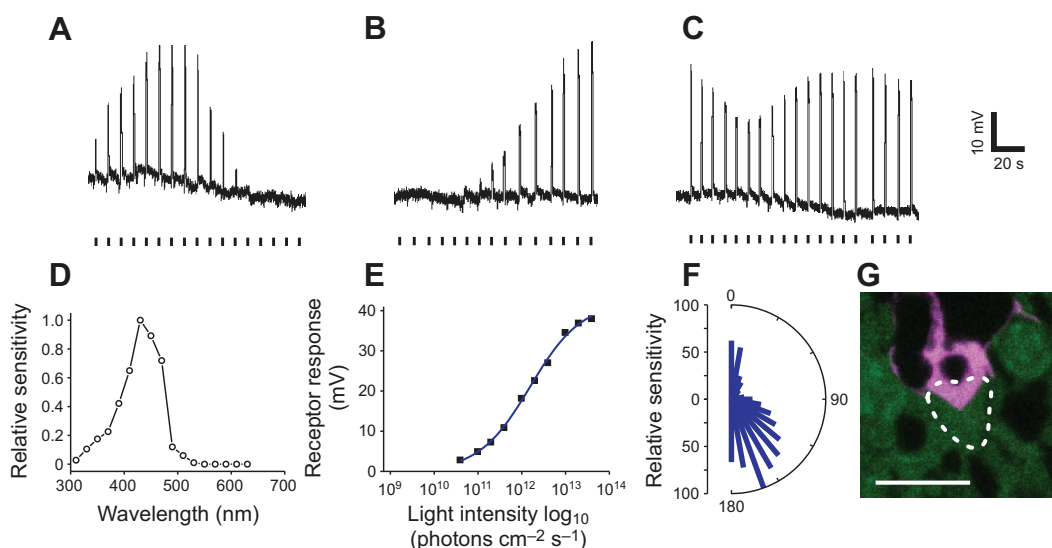 A
B
C
10 mV
20 s
D
Relative sensitivity
1.0
0.8
0.6
0.4
0.2
0
310
400
500
600
700
Wavelength (nm)
E
Receptor response
(mV)
40
30
20
10
0
10⁹
10¹⁰
10¹¹
10¹²
10¹³
10¹⁴
Light intensity log₁₀
(photons cm⁻² s⁻¹)
F
Relative sensitivity
100
50
0
50
100
0
90
180
G